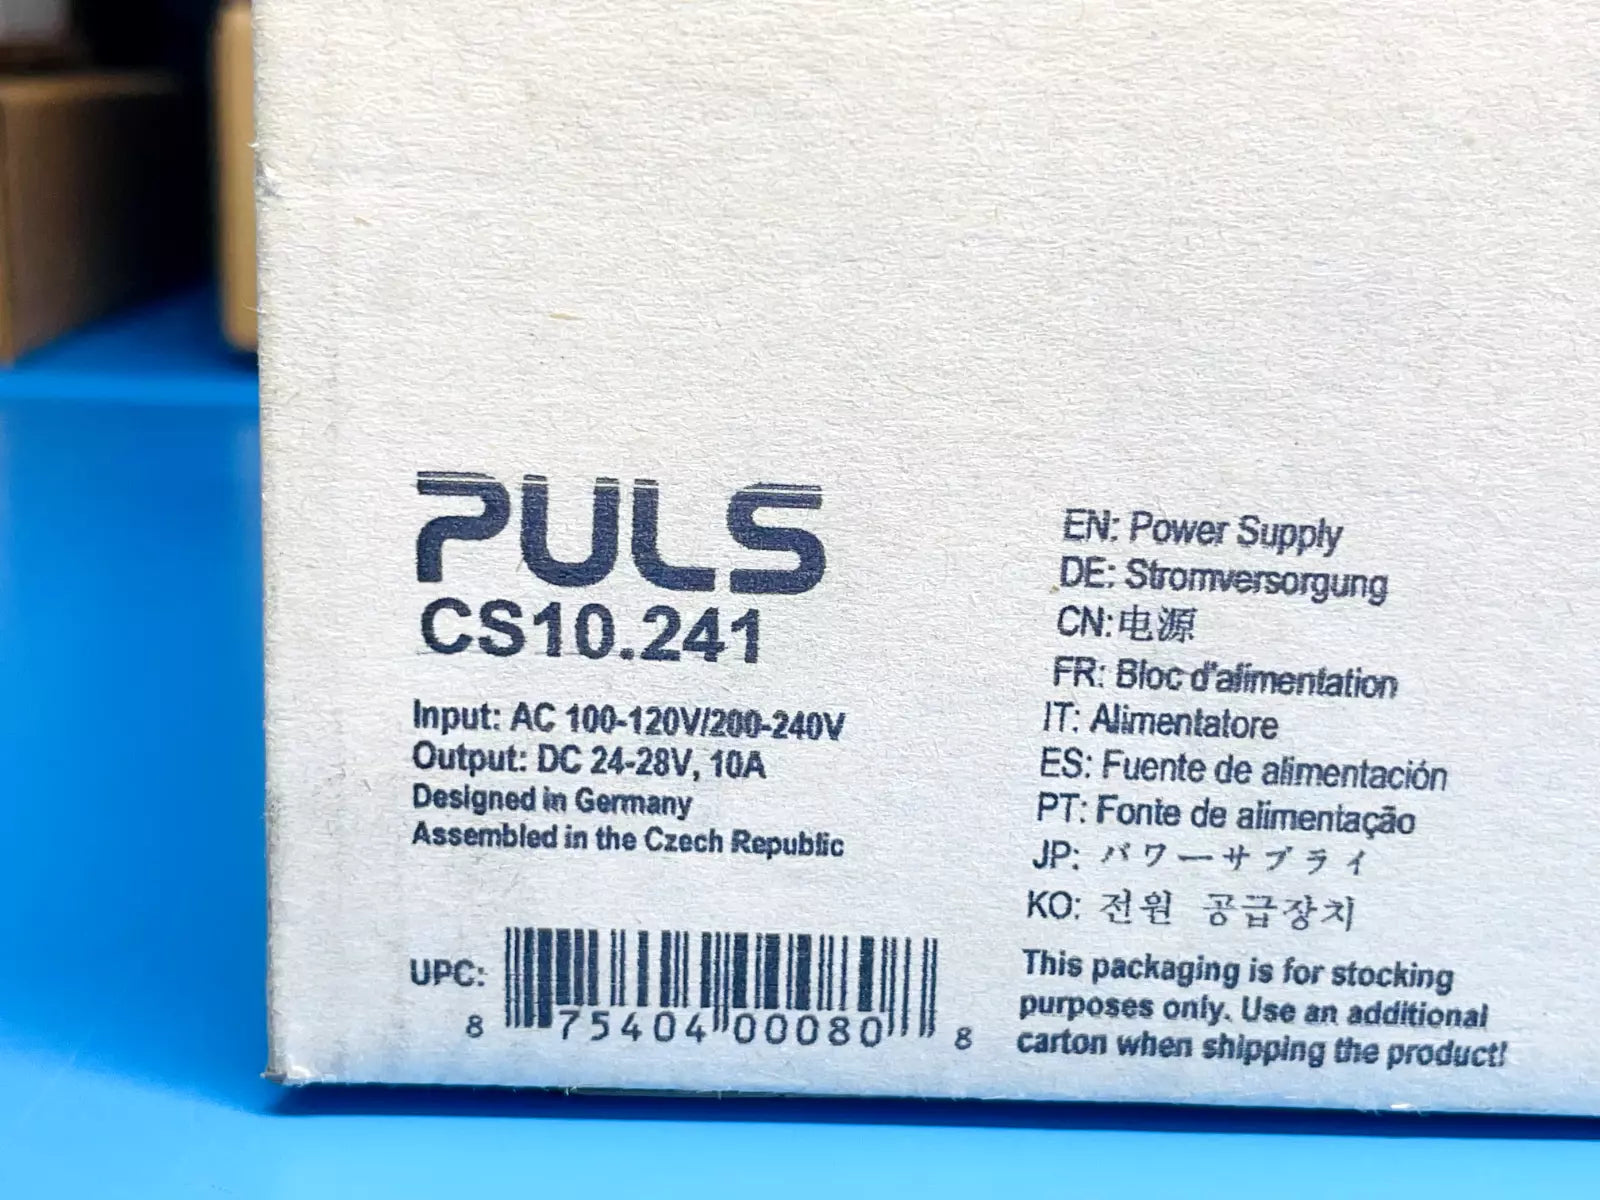 PULS
CS10.241
Input: AC 100-120V/200-240V
Output: DC 24-28V, 10A
Designed in Germany
Assembled in the Czech Republic
UPC:
8 75404 00080 8
EN: Power Supply
DE: Stromversorgung
CN:电源
FR: Bloc d'alimentation
IT: Alimentatore
ES: Fuente de alimentación
PT: Fonte de alimentação
JP: パワーサプライ
KO: 전원 공급장치
This packaging is for stocking
purposes only. Use an additional
carton when shipping the product!